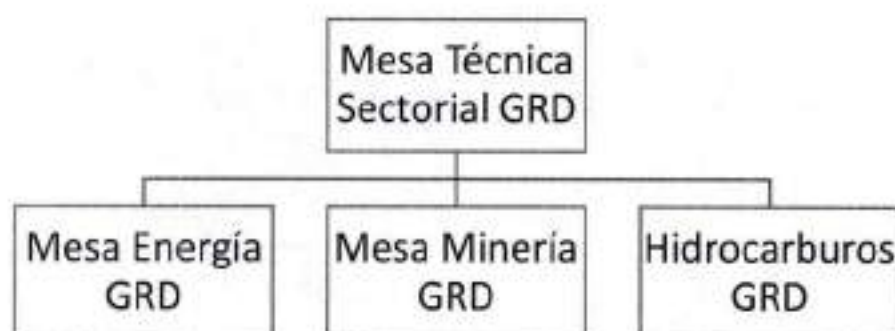 Mesa Técnica
Sectorial GRD
Mesa Energía
GRD
Mesa Minería
GRD
Hidrocarburos
GRD